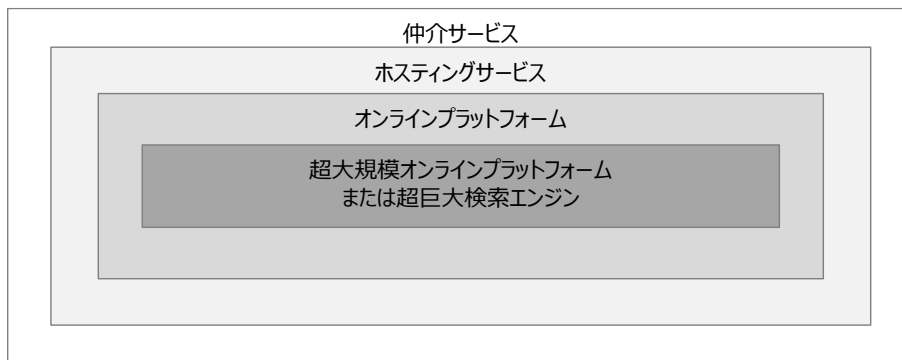 仲介サービス
ホスティングサービス
オンラインプラットフォーム
超大規模オンラインプラットフォーム
または超巨大検索エンジン